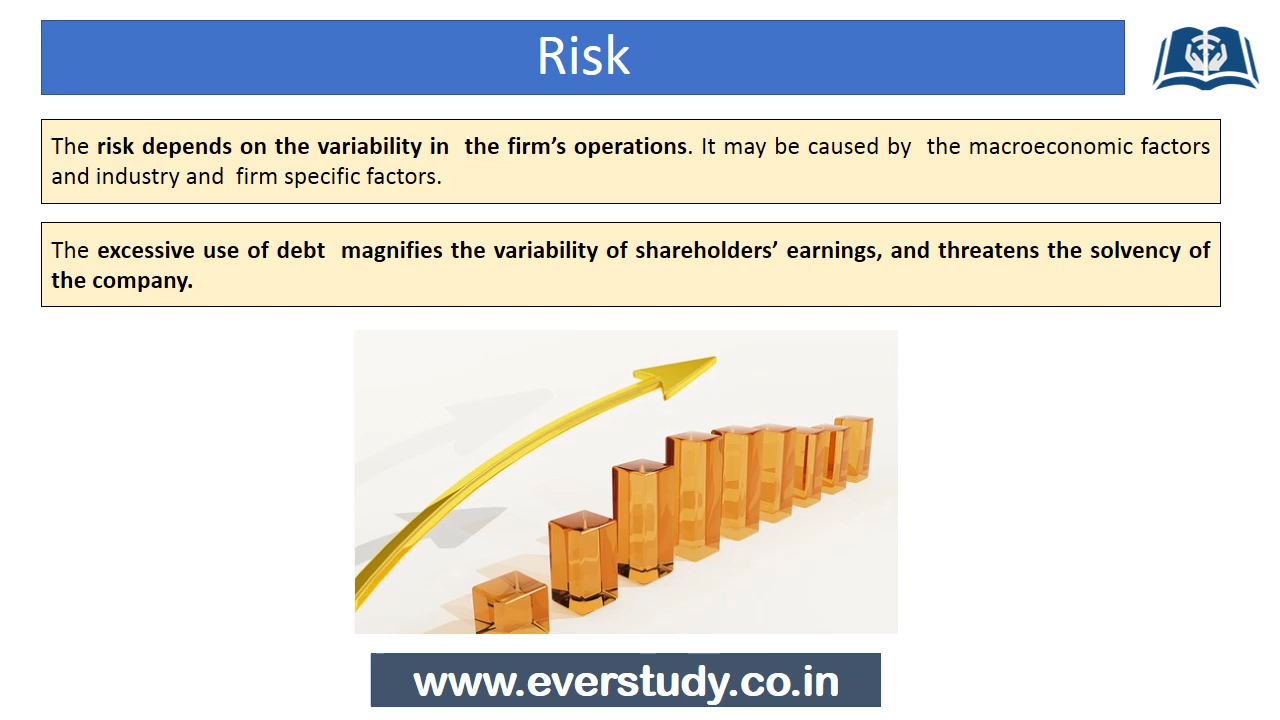 Risk
The risk depends on the variability in  the firm’s operations. It may be caused by  the macroeconomic factors
and industry and  firm specific factors.
The excessive use of debt  magnifies the variability of shareholders’ earnings, and threatens the solvency of
the company.
www.everstudy.co.in